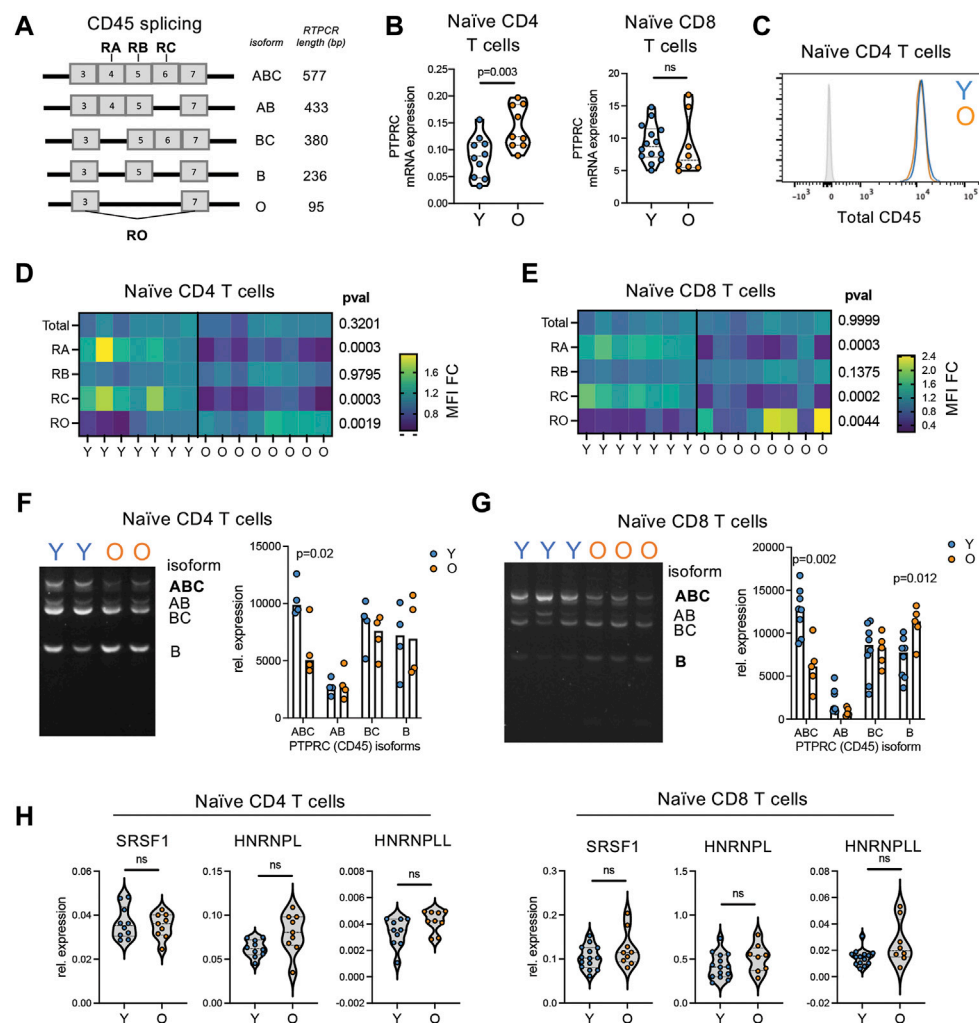 A
CD45 splicing
RA RB RC
isoform
RTPCR
length (bp)
3 4 5 6 7 ABC 577
3 4 5 7 AB 433
3 5 6 7 BC 380
3 5 7 B 236
3 7 O 95
RO
B
Naïve CD4
T cells
p=0.003
PTPRC
mRNA expression
0.25
0.20
0.15
0.10
0.05
0.00
Y O
Naïve CD8
T cells
ns
PTPRC
mRNA expression
20
15
10
5
0
Y O
C
Naïve CD4 T cells
Y
O
-10³ 0 10³ 10⁴ 10⁵
Total CD45
D
Naïve CD4 T cells
pval
Total 0.3201
RA 0.0003
RB 0.9795
RC 0.0003
RO 0.0019
Y Y Y Y Y Y Y O O O O O O O O
1.6
1.2
0.8
MFI FC
E
Naïve CD8 T cells
pval
Total 0.9999
RA 0.0003
RB 0.1375
RC 0.0002
RO 0.0044
Y Y Y Y Y Y Y O O O O O O O O
2.4
2.0
1.6
1.2
0.8
0.4
MFI FC
F
Naïve CD4 T cells
Y Y O O
isoform
ABC
AB
BC
B
p=0.02
Y
O
rel. expression
15000
10000
5000
0
ABC AB BC B
PTPRC (CD45) isoforms
G
Naïve CD8 T cells
Y Y Y O O O
isoform
ABC
AB
BC
B
p=0.002
p=0.012
Y
O
rel. expression
20000
15000
10000
5000
0
ABC AB BC B
PTPRC (CD45) isoform
H
Naïve CD4 T cells
SRSF1
ns
rel. expression
0.06
0.04
0.02
0.00
Y O
HNRNPL
ns
0.15
0.10
0.05
0.00
Y O
HNRNPLL
ns
0.006
0.004
0.002
0.000
-0.002
Y O
Naïve CD8 T cells
SRSF1
ns
rel. expression
0.3
0.2
0.1
0.0
Y O
HNRNPL
ns
1.5
1.0
0.5
0.0
Y O
HNRNPLL
ns
0.06
0.04
0.02
0.00
-0.02
Y O